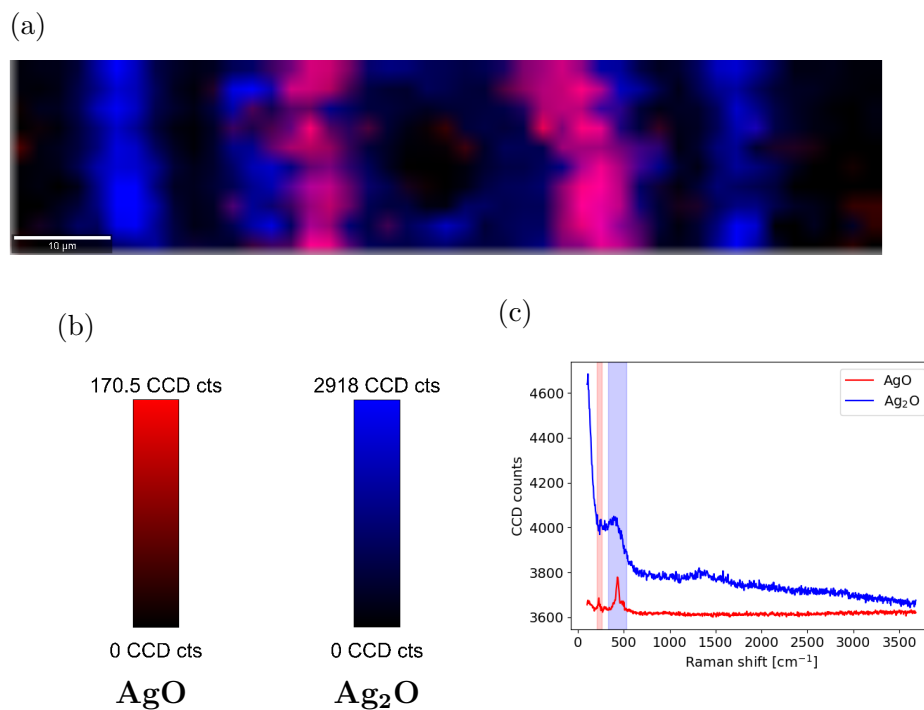 (a)
10 µm
(b)
(c)
170.5 CCD cts
2918 CCD cts
0 CCD cts
0 CCD cts
AgO
Ag₂O
AgO
Ag₂O
4600
4400
4200
4000
3800
3600
CCD counts
0
500
1000
1500
2000
2500
3000
3500
Raman shift [cm⁻¹]